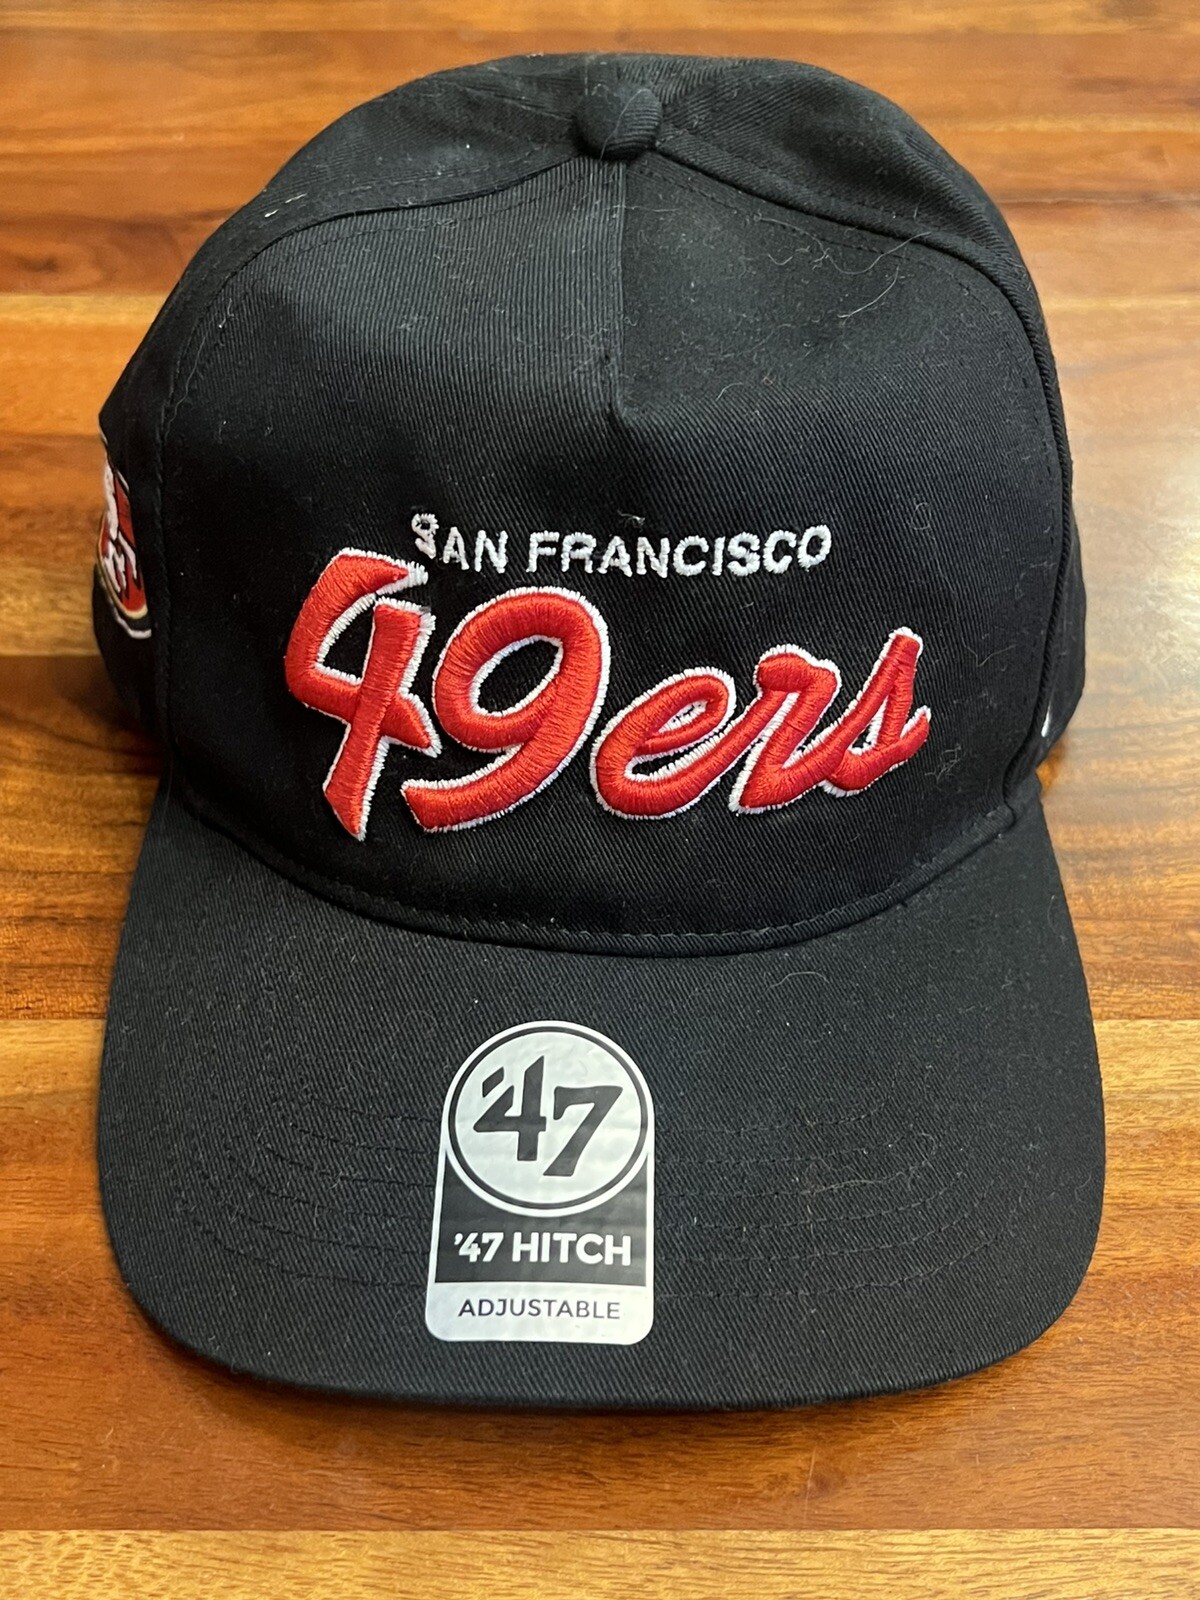 SAN FRANCISCO
49ers
'47
'47 HITCH
ADJUSTABLE